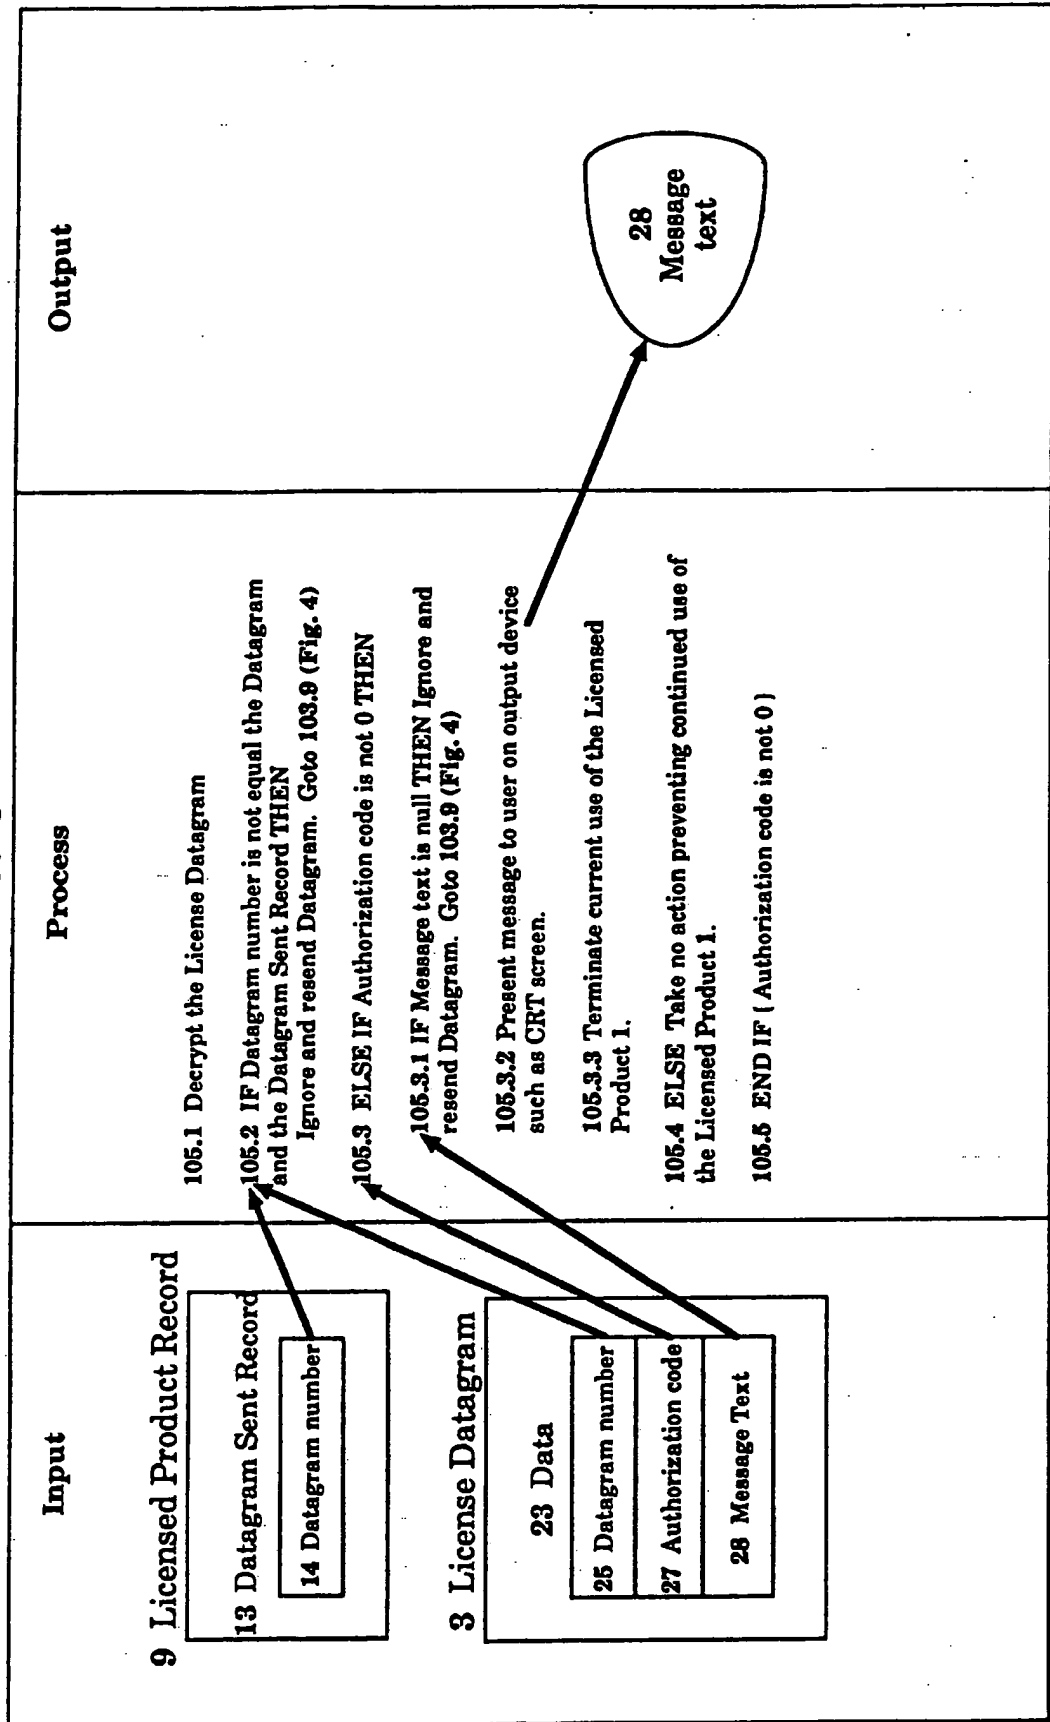 Input
9 Licensed Product Record
13 Datagram Sent Record
14 Datagram number
3 License Datagram
23 Data
25 Datagram number
27 Authorization code
28 Message Text
Process
105.1 Decrypt the License Datagram
105.2 IF Datagram number is not equal the Datagram
and the Datagram Sent Record THEN
Ignore and resend Datagram. Goto 103.9 (Fig. 4)
105.3 ELSE IF Authorization code is not 0 THEN
105.3.1 IF Message text is null THEN Ignore and
resend Datagram. Goto 103.9 (Fig. 4)
105.3.2 Present message to user on output device
such as CRT screen.
105.3.3 Terminate current use of the Licensed
Product 1.
105.4 ELSE Take no action preventing continued use of
the Licensed Product 1.
105.5 END IF { Authorization code is not 0 }
Output
28
Message
text